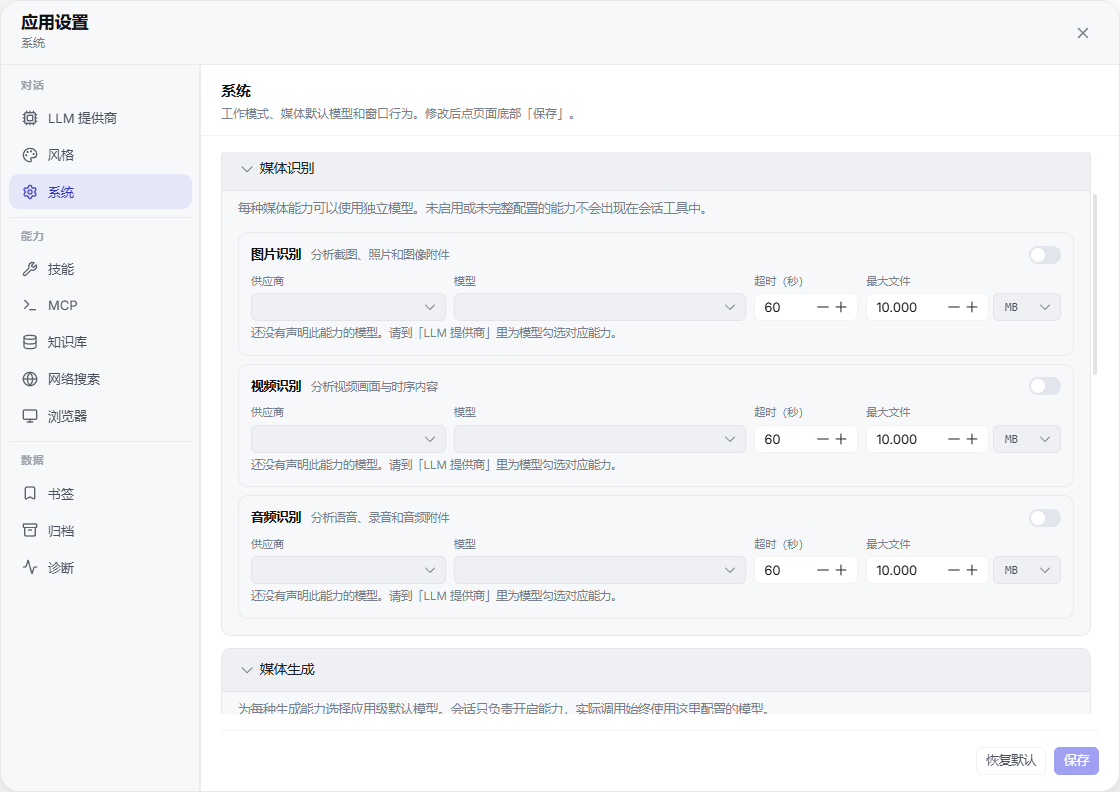 应用设置
系统
对话
LLM 提供商
风格
系统
能力
技能
MCP
知识库
网络搜索
浏览器
数据
书签
归档
诊断
系统
工作模式、媒体默认模型和窗口行为。修改后点页面底部「保存」。
媒体识别
每种媒体能力可以使用独立模型。未启用或未完整配置的能力不会出现在会话工具中。
图片识别 分析截图、照片和图像附件
供应商 模型 超时（秒） 最大文件
60 10.000 MB
还没有声明此能力的模型。请到「LLM 提供商」里为模型勾选对应能力。
视频识别 分析视频画面与时序内容
供应商 模型 超时（秒） 最大文件
60 10.000 MB
还没有声明此能力的模型。请到「LLM 提供商」里为模型勾选对应能力。
音频识别 分析语音、录音和音频附件
供应商 模型 超时（秒） 最大文件
60 10.000 MB
还没有声明此能力的模型。请到「LLM 提供商」里为模型勾选对应能力。
媒体生成
为每种生成能力选择应用级默认模型。会话只负责开启能力，实际调用始终使用这里配置的模型。
恢复默认 保存